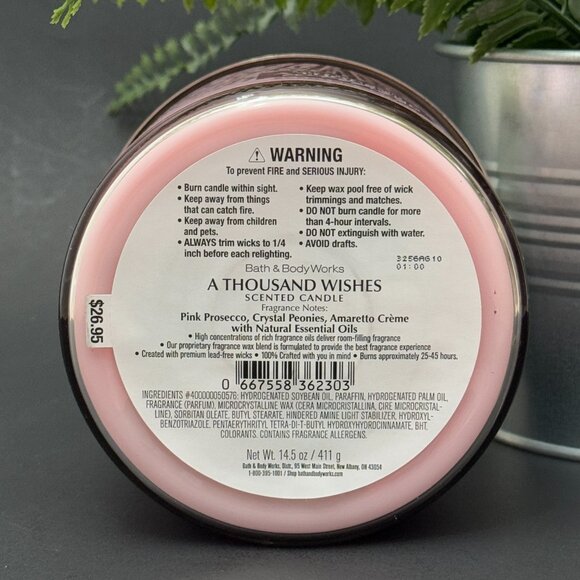 ⚠ WARNING
To prevent FIRE and SERIOUS INJURY:
• Burn candle within sight.
• Keep away from things
that can catch fire.
• Keep away from children
and pets.
• ALWAYS trim wicks to 1/4
inch before each relighting.
• Keep wax pool free of wick
trimmings and matches.
• DO NOT burn candle for more
than 4-hour intervals.
• DO NOT extinguish with water.
• AVOID drafts.
3256AG10
01:00
Bath & Body Works
A THOUSAND WISHES
SCENTED CANDLE
Fragrance Notes:
Pink Prosecco, Crystal Peonies, Amaretto Crème
with Natural Essential Oils
• High concentrations of rich fragrance oils deliver room-filling fragrance
• Our proprietary fragrance wax blend is formulated to provide the best fragrance experience
• Created with premium lead-free wicks • 100% Crafted with you in mind • Burns approximately 25-45 hours.
$26.95
0 667558 362303
INGREDIENTS #400000050576: HYDROGENATED SOYBEAN OIL, PARAFFIN, HYDROGENATED PALM OIL,
FRAGRANCE (PARFUM), MICROCRYSTALLINE WAX (CERA MICROCRISTALLINA, CIRE MICROCRISTAL-
LINE), SORBITAN OLEATE, BUTYL STEARATE, HINDERED AMINE LIGHT STABILIZER, HYDROXYL-
BENZOTRIAZOLE, PENTAERYTHRITYL TETRA-DI-T-BUTYL HYDROXYHYDROCINNAMATE, BHT,
COLORANTS. CONTAINS FRAGRANCE ALLERGENS.
Net Wt. 14.5 oz / 411 g
Bath & Body Works, Distr., 95 West Main Street, New Albany, OH 43054
1-800-395-1001 / Shop bathandbodyworks.com